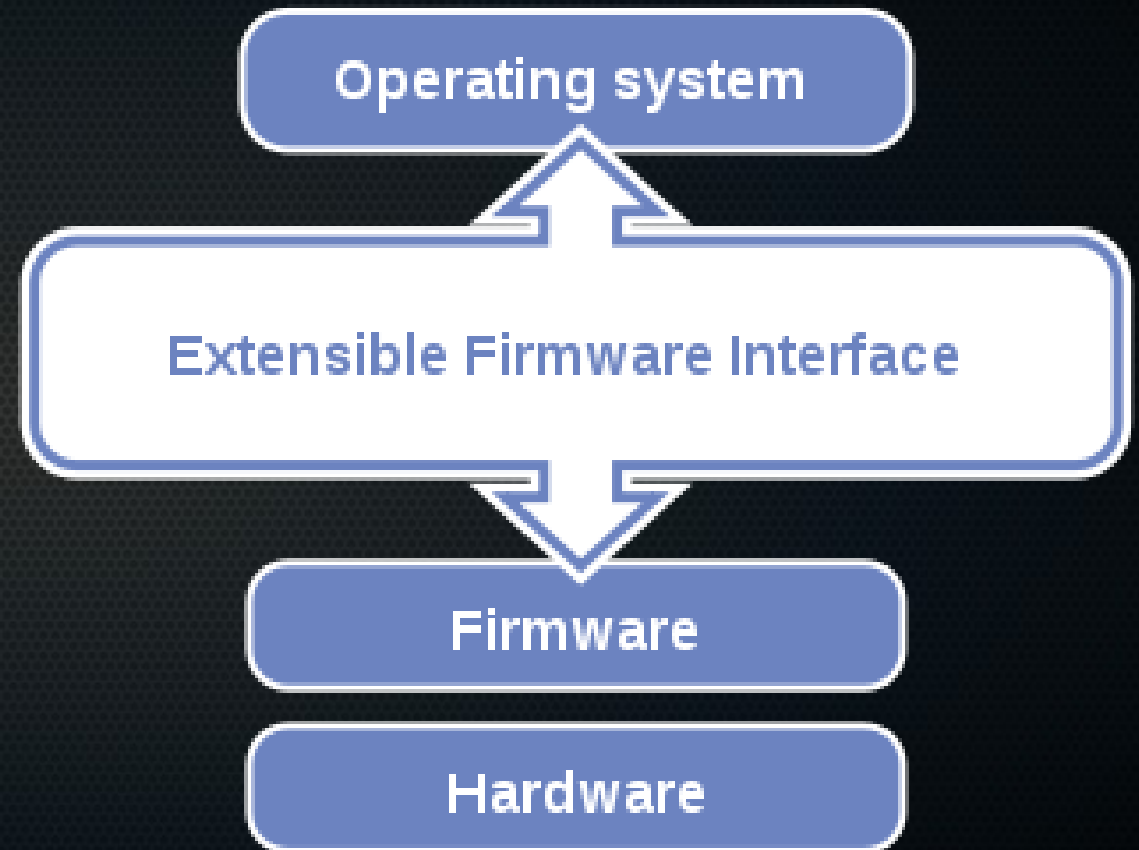 Operating system
Extensible Firmware Interface
Firmware
Hardware